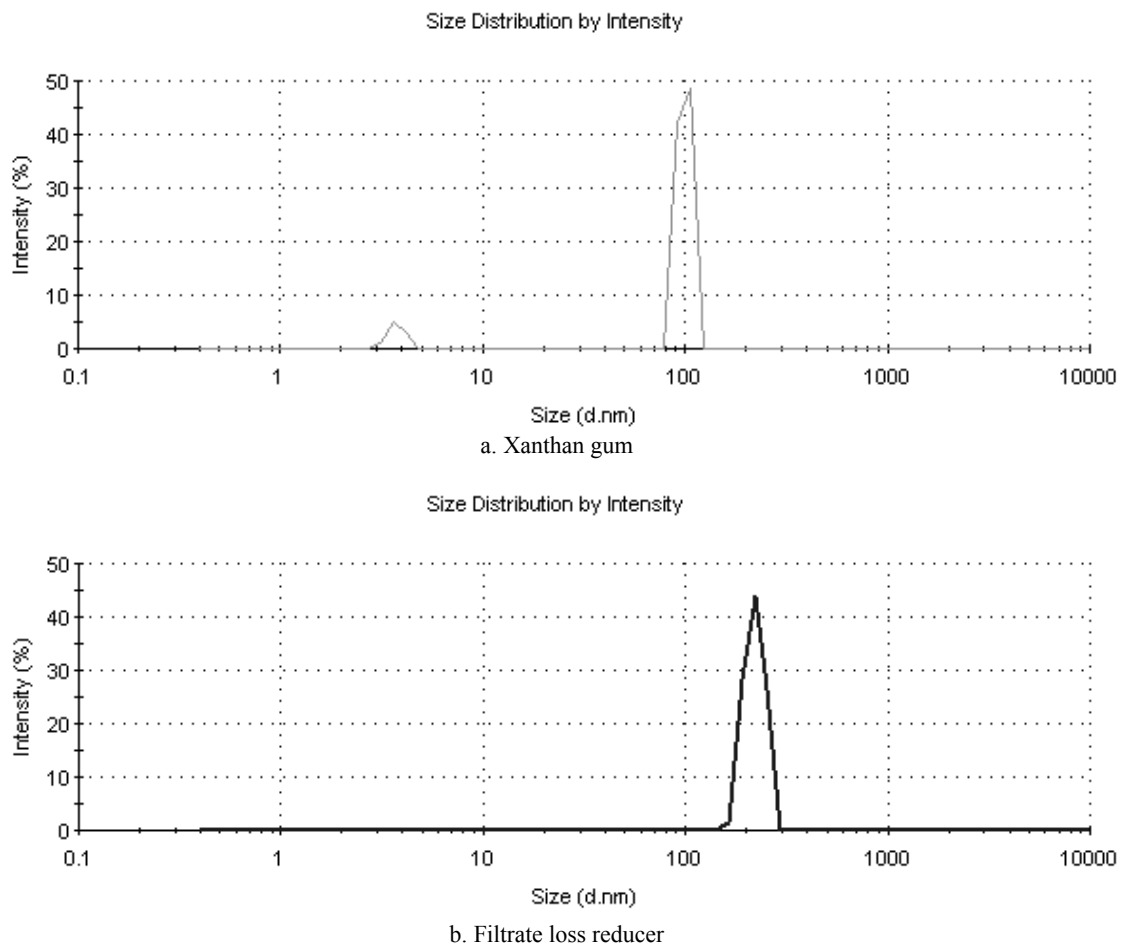 Size Distribution by Intensity
50
40
30
20
10
0
Intensity (%)
0.1 1 10 100 1000 10000
Size (d.nm)
a. Xanthan gum
Size Distribution by Intensity
50
40
30
20
10
0
Intensity (%)
0.1 1 10 100 1000 10000
Size (d.nm)
b. Filtrate loss reducer